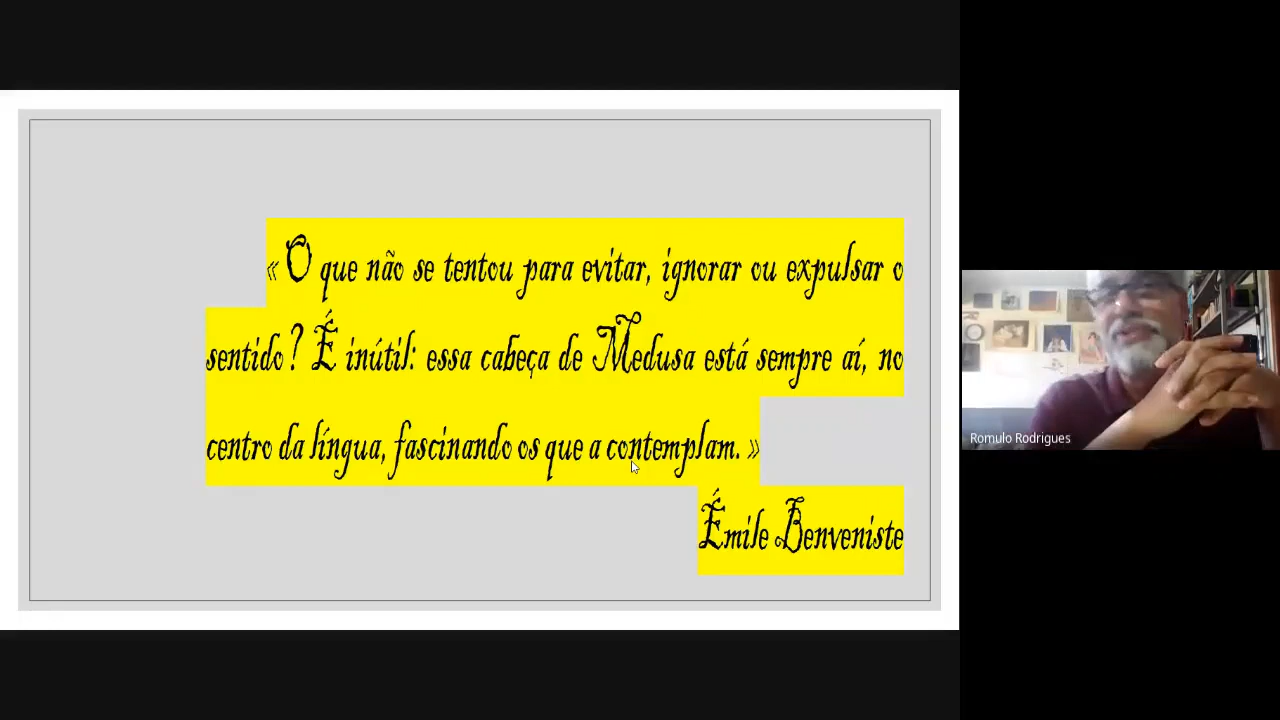 « O que não se tentou para evitar, ignorar ou expulsar o
sentido? É inútil: essa cabeça de Medusa está sempre aí, no
centro da língua, fascinando os que a contemplam. »
Émile Benveniste
Romulo Rodrigues